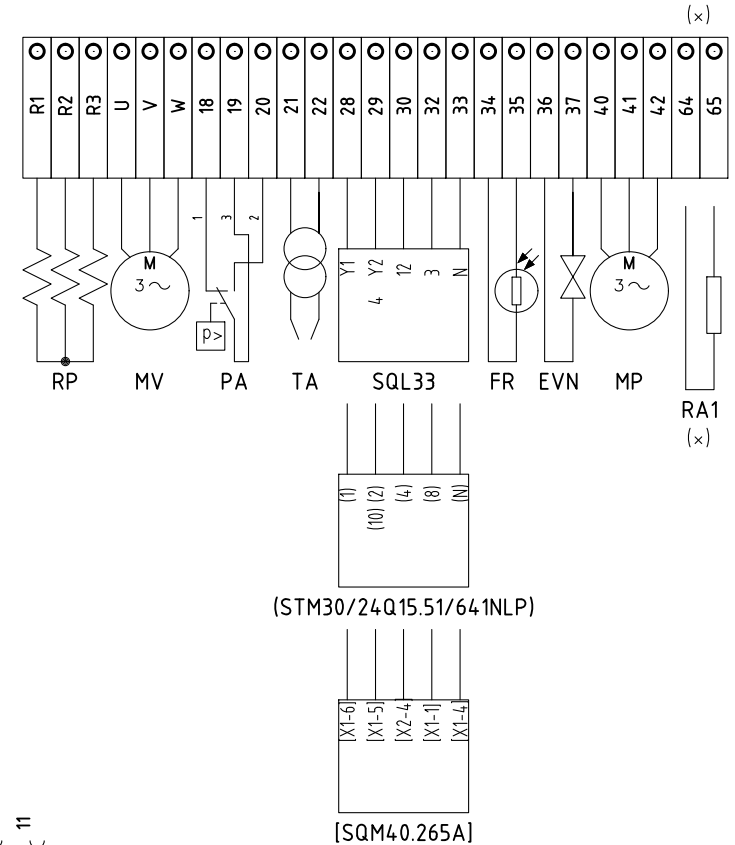 (×)
R1 R2 R3 U V W 18 19 20 21 22 28 29 30 32 33 34 35 36 37 40 41 42 64 65
1 3 2
M 3~
p>
Y1 Y2 12 3 N
4
M 3~
RP MV PA TA SQL33 FR EVN MP
RA1
(×)
(1) (10) (2) (4) (8) (N)
(STM30/24Q15.51/641NLP)
[X1-6] [X1-5] [X2-4] [X1-1] [X1-4]
[SQM40.265A]
11